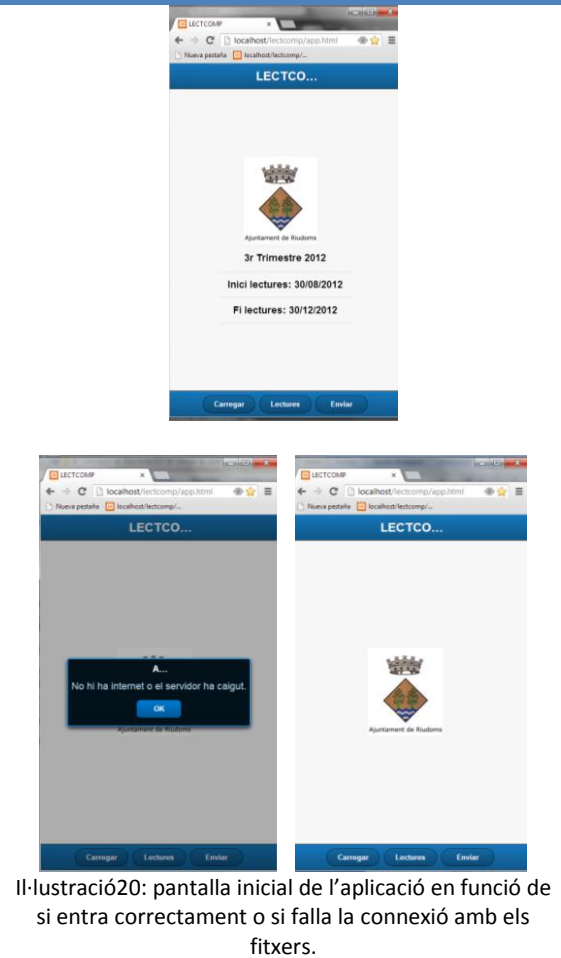 LECTCOMP
localhost/lectcomp/app.html
Nueva pestaña localhost/lectcomp/...
LECTCO...
Ajuntament de Riudoms
3r Trimestre 2012
Inici lectures: 30/08/2012
Fi lectures: 30/12/2012
Carregar Lectures Enviar
LECTCOMP
localhost/lectcomp/app.html
Nueva pestaña localhost/lectcomp/...
LECTCO...
A...
No hi ha internet o el servidor ha caigut.
OK
Ajuntament de Riudoms
Carregar Lectures Enviar
LECTCOMP
localhost/lectcomp/app.html
Nueva pestaña localhost/lectcomp/...
LECTCO...
Ajuntament de Riudoms
Carregar Lectures Enviar
Il·lustració20: pantalla inicial de l’aplicació en funció de
si entra correctament o si falla la connexió amb els
fitxers.